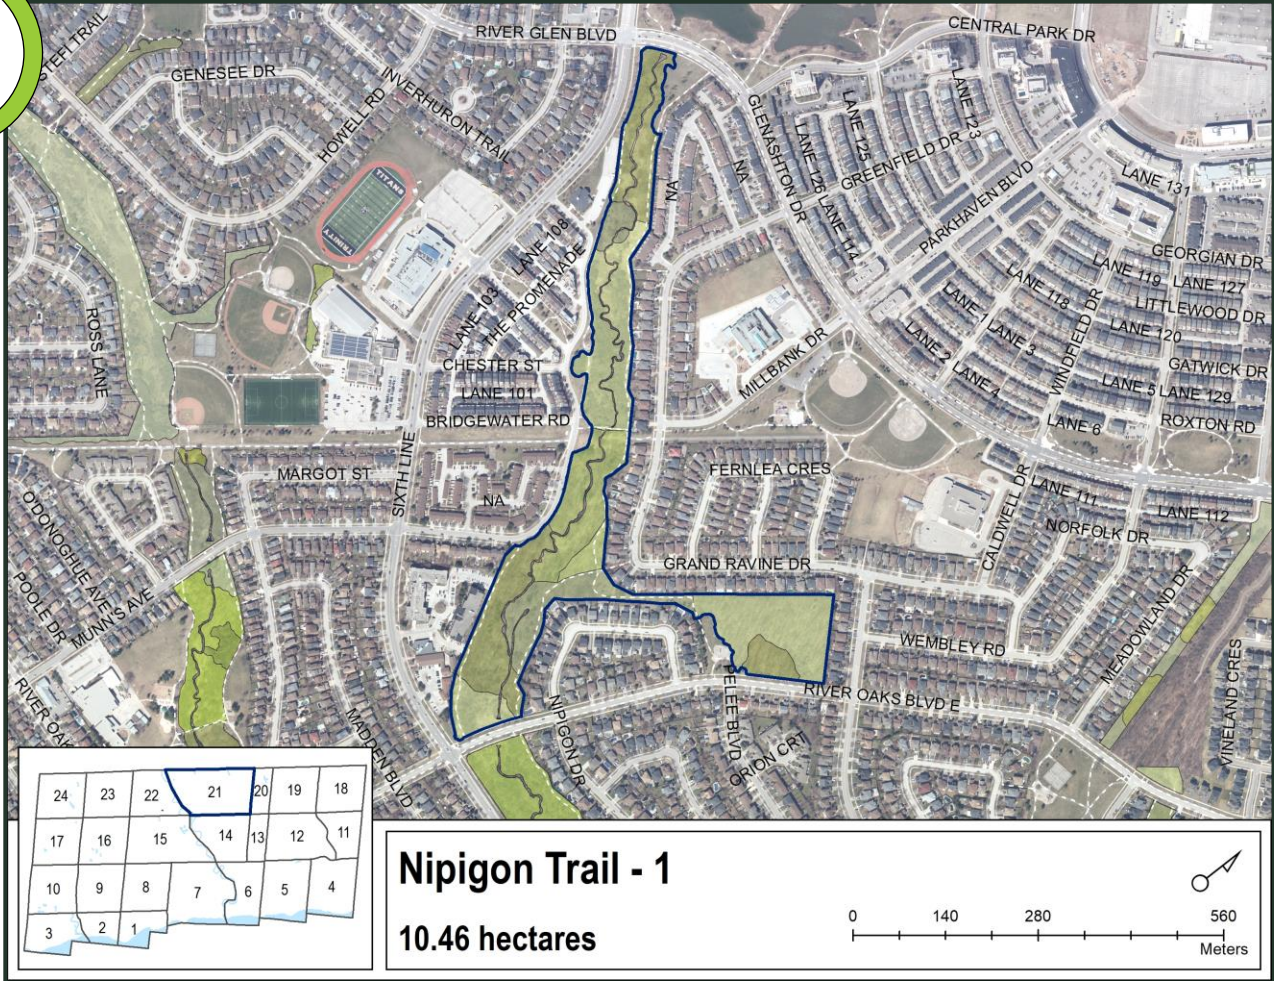 STEFI TRAIL
GENESEE DR
HOWELL RD
INVERHURON TRAIL
RIVER GLEN BLVD
CENTRAL PARK DR
GLENASHTON DR
LANE 126
LANE 125
LANE 123
LANE 114
GREENFIELD DR
PARKHAVEN BLVD
LANE 131
NA
NA
TITANS
TRINITY
LANE 108
THE PROMENADE
LANE 103
GEORGIAN DR
LANE 119
LANE 127
LANE 118
LITTLEWOOD DR
LANE 1
LANE 3
LANE 120
WINDFIELD DR
ROSS LANE
CHESTER ST
LANE 101
BRIDGEWATER RD
MILLBANK DR
LANE 2
LANE 4
GATWICK DR
LANE 5
LANE 129
LANE 6
ROXTON RD
SIXTH LINE
MARGOT ST
NA
FERNLEA CRES
CALDWELL DR
LANE 111
LANE 112
NORFOLK DR
O'DONOGHUE AVE
POOLE DR
MUNN'S AVE
GRAND RAVINE DR
WEMBLEY RD
MEADOWLAND DR
VINELAND CRES
RIVER OAK
MADDEN BLVD
NIPIGON DR
PELEE BLVD
ORION CRT
RIVER OAKS BLVD E
24 23 22 21 20 19 18
17 16 15 14 13 12 11
10 9 8 7 6 5 4
3 2 1
Nipigon Trail - 1
10.46 hectares
0 140 280 560
Meters